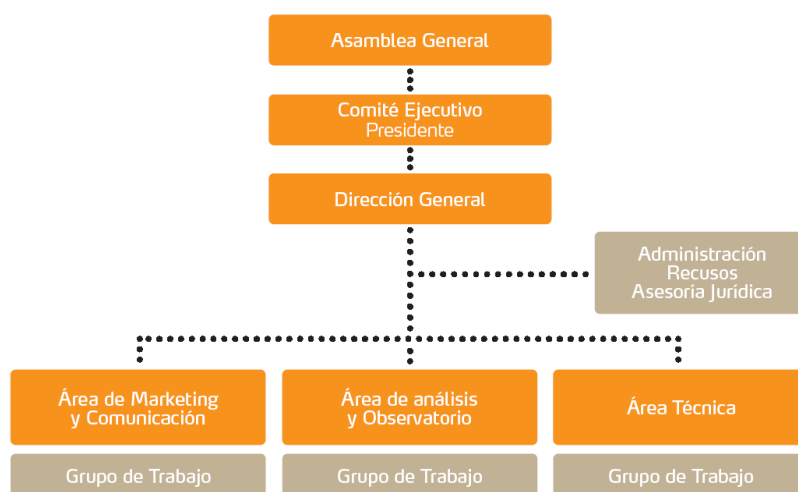 Asamblea General
Comité Ejecutivo
Presidente
Dirección General
Administración
Recusos
Asesoría Jurídica
Área de Marketing
y Comunicación
Área de análisis
y Observatorio
Área Técnica
Grupo de Trabajo
Grupo de Trabajo
Grupo de Trabajo